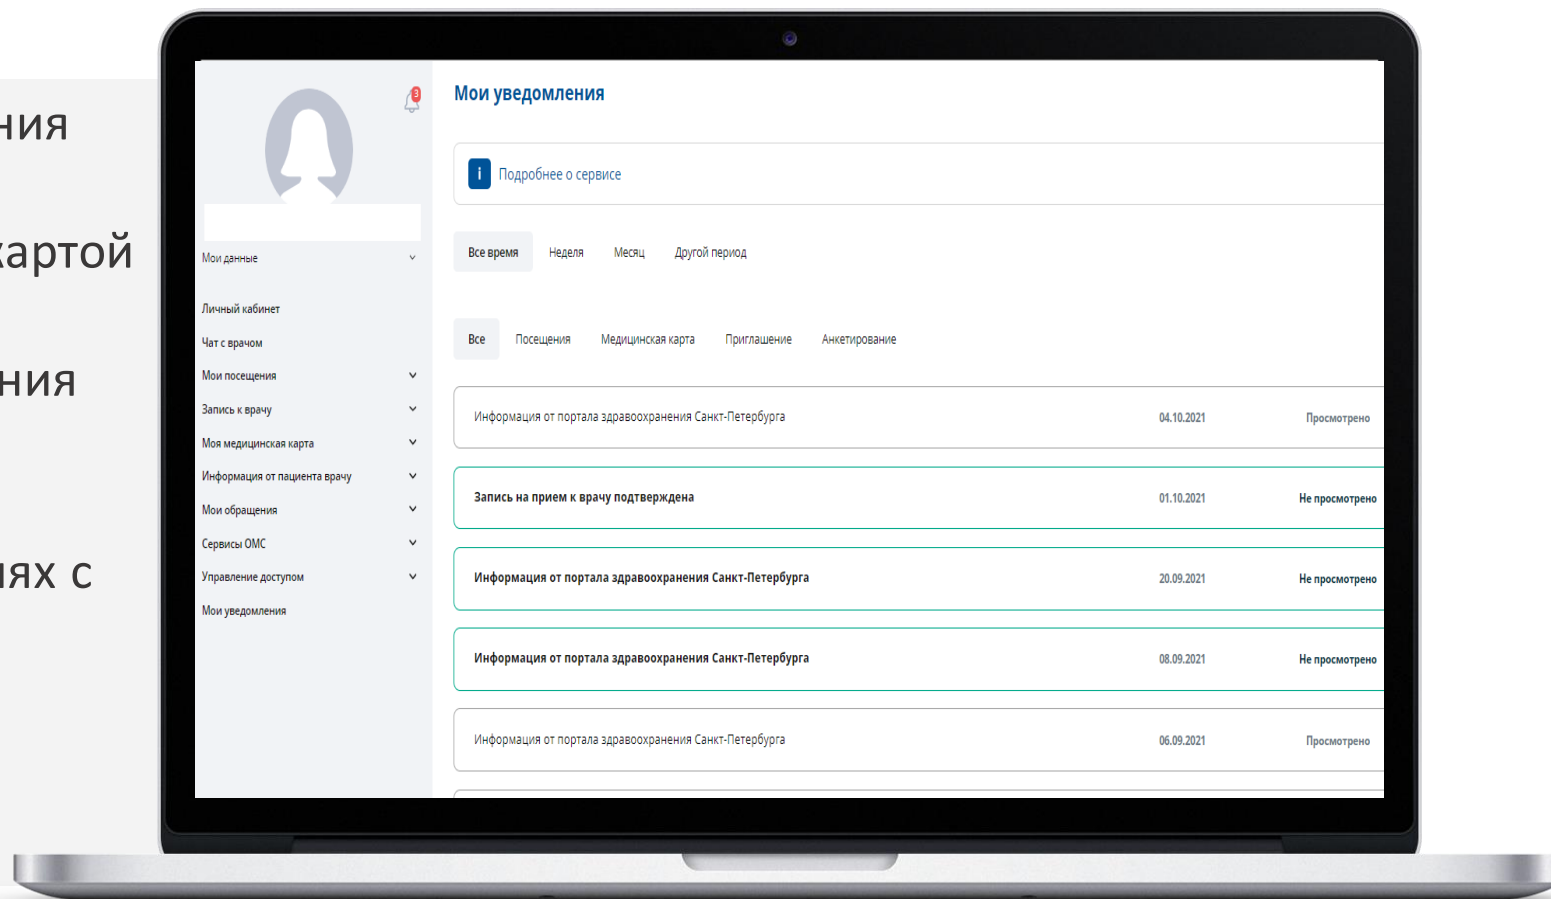 ния
картой
ния
иях с
3
Мои данные
Личный кабинет
Чат с врачом
Мои посещения
Запись к врачу
Моя медицинская карта
Информация от пациента врачу
Мои обращения
Сервисы ОМС
Управление доступом
Мои уведомления
Мои уведомления
i Подробнее о сервисе
Все время Неделя Месяц Другой период
Все Посещения Медицинская карта Приглашение Анкетирование
Информация от портала здравоохранения Санкт-Петербурга 04.10.2021 Просмотрено
Запись на прием к врачу подтверждена 01.10.2021 Не просмотрено
Информация от портала здравоохранения Санкт-Петербурга 20.09.2021 Не просмотрено
Информация от портала здравоохранения Санкт-Петербурга 08.09.2021 Не просмотрено
Информация от портала здравоохранения Санкт-Петербурга 06.09.2021 Просмотрено